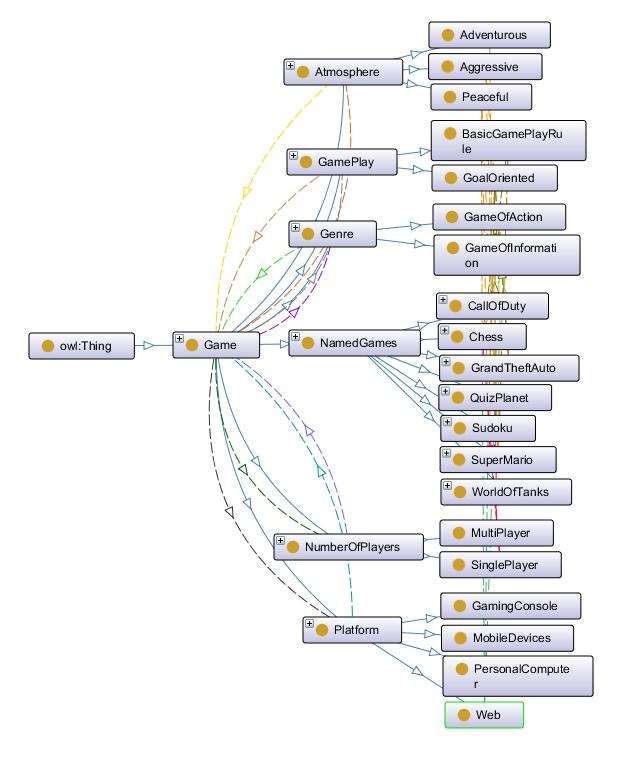 Adventurous
Atmosphere
Aggressive
Peaceful
BasicGamePlayRu
le
GamePlay
GoalOriented
GameOfAction
Genre
GameOfInformati
on
CallOfDuty
Chess
owl:Thing
Game
NamedGames
GrandTheftAuto
QuizPlanet
Sudoku
SuperMario
WorldOfTanks
MultiPlayer
NumberOfPlayers
SinglePlayer
GamingConsole
Platform
MobileDevices
PersonalCompute
r
Web